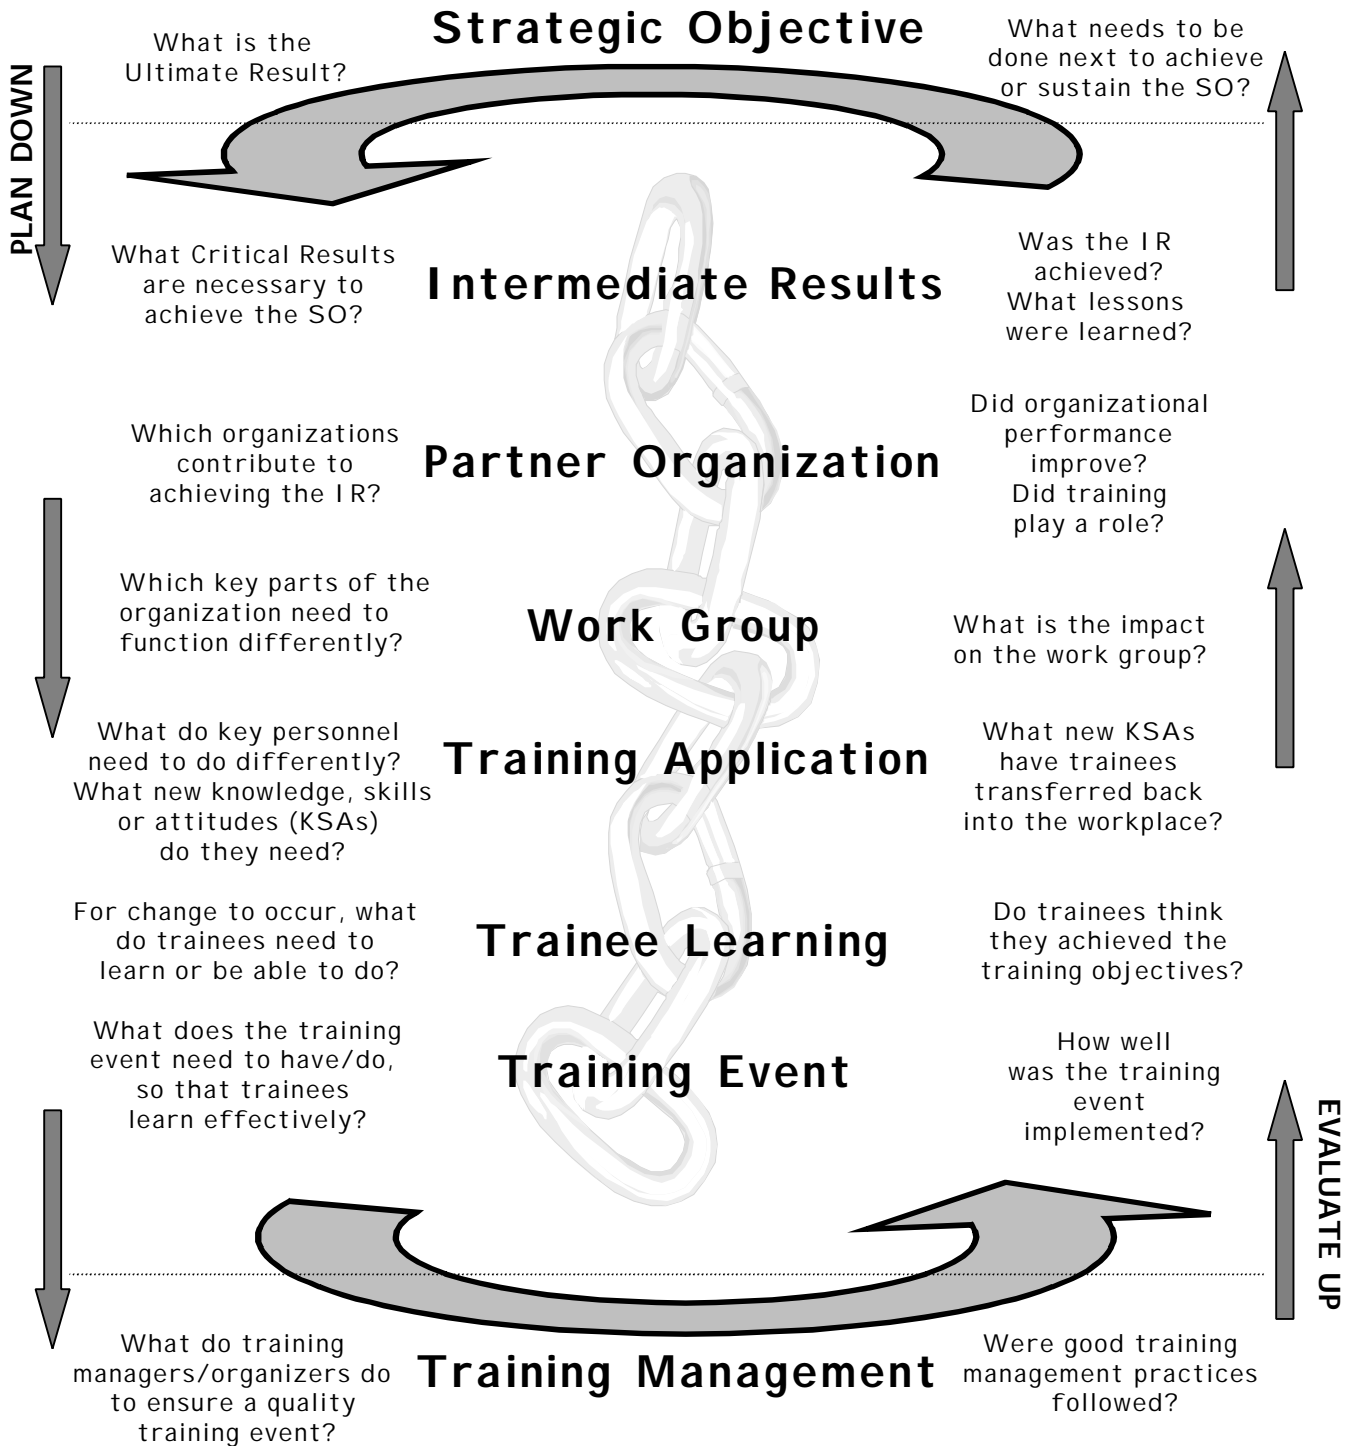 Strategic Objective
What is the
Ultimate Result?
What needs to be
done next to achieve
or sustain the SO?
PLAN DOWN
What Critical Results
are necessary to
achieve the SO?
Intermediate Results
Was the IR
achieved?
What lessons
were learned?
Which organizations
contribute to
achieving the IR?
Partner Organization
Did organizational
performance
improve?
Did training
play a role?
Which key parts of the
organization need to
function differently?
Work Group
What is the impact
on the work group?
What do key personnel
need to do differently?
What new knowledge, skills
or attitudes (KSAs)
do they need?
Training Application
What new KSAs
have trainees
transferred back
into the workplace?
For change to occur, what
do trainees need to
learn or be able to do?
Trainee Learning
Do trainees think
they achieved the
training objectives?
What does the training
event need to have/do,
so that trainees
learn effectively?
Training Event
How well
was the training
event
implemented?
EVALUATE UP
What do training
managers/organizers do
to ensure a quality
training event?
Training Management
Were good training
management practices
followed?